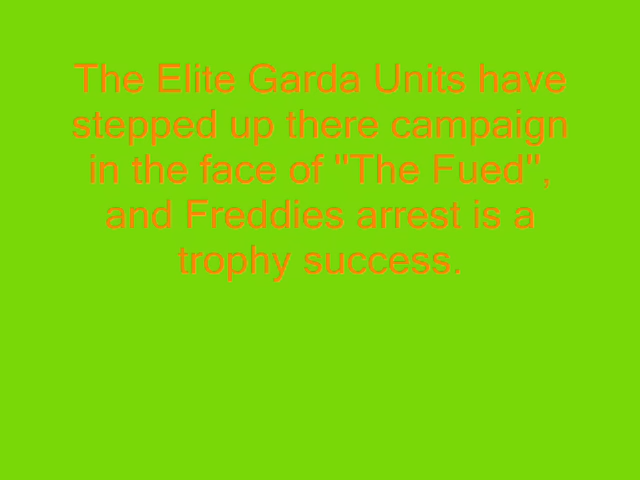 The Elite Garda Units have
stepped up there campaign
in the face of "The Fued",
and Freddies arrest is a
trophy success.